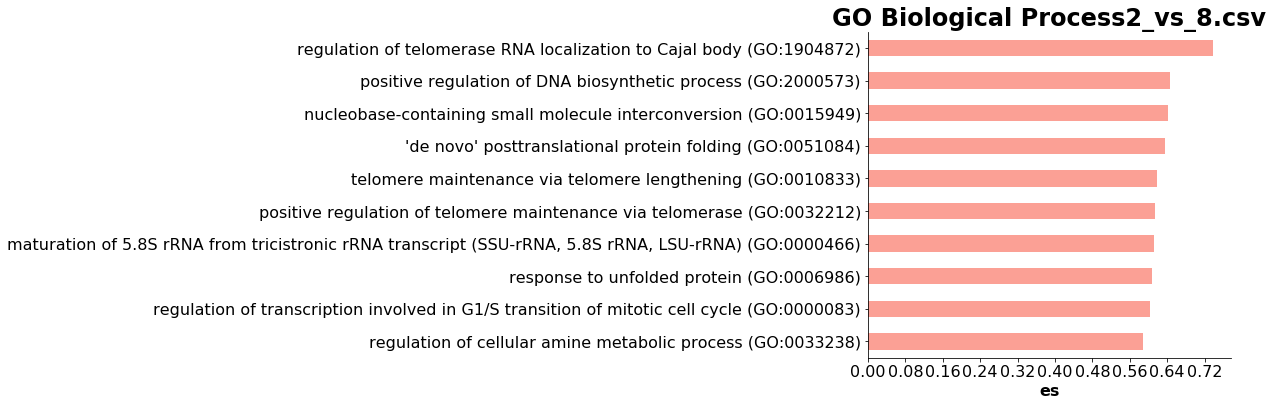 GO Biological Process2_vs_8.csv
regulation of telomerase RNA localization to Cajal body (GO:1904872)
positive regulation of DNA biosynthetic process (GO:2000573)
nucleobase-containing small molecule interconversion (GO:0015949)
'de novo' posttranslational protein folding (GO:0051084)
telomere maintenance via telomere lengthening (GO:0010833)
positive regulation of telomere maintenance via telomerase (GO:0032212)
maturation of 5.8S rRNA from tricistronic rRNA transcript (SSU-rRNA, 5.8S rRNA, LSU-rRNA) (GO:0000466)
response to unfolded protein (GO:0006986)
regulation of transcription involved in G1/S transition of mitotic cell cycle (GO:0000083)
regulation of cellular amine metabolic process (GO:0033238)
0.00 0.08 0.16 0.24 0.32 0.40 0.48 0.56 0.64 0.72
es